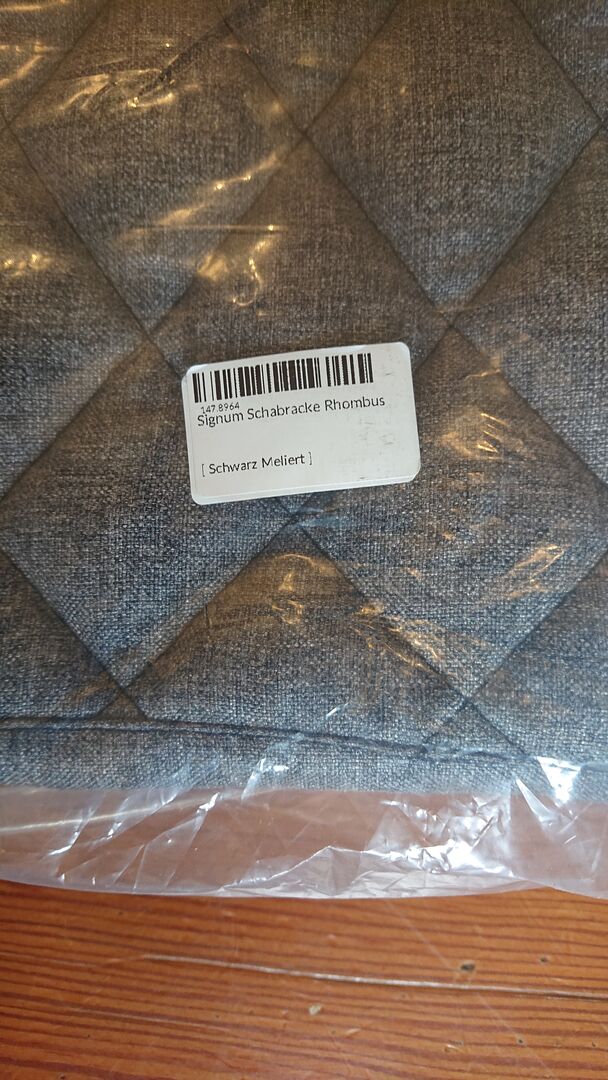 147.8964
Signum Schabracke Rhombus
[ Schwarz Meliert ]